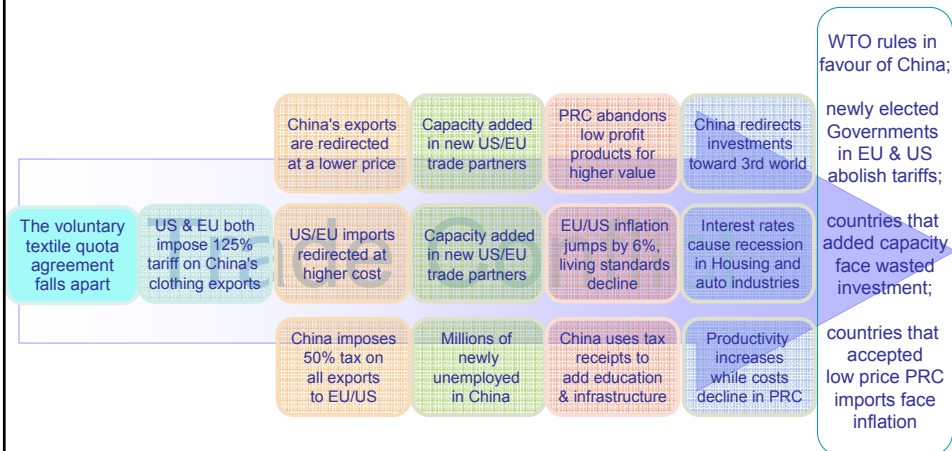 The voluntary
textile quota
agreement
falls apart
US & EU both
impose 125%
tariff on China's
clothing exports
China's exports
are redirected
at a lower price
Capacity added
in new US/EU
trade partners
PRC abandons
low profit
products for
higher value
China redirects
investments
toward 3rd world
US/EU imports
redirected at
higher cost
Capacity added
in new US/EU
trade partners
EU/US inflation
jumps by 6%,
living standards
decline
Interest rates
cause recession
in Housing and
auto industries
China imposes
50% tax on
all exports
to EU/US
Millions of
newly
unemployed
in China
China uses tax
receipts to
add education
& infrastructure
Productivity
increases
while costs
decline in PRC
WTO rules in
favour of China;
newly elected
Governments
in EU & US
abolish tariffs;
countries that
added capacity
face wasted
investment;
countries that
accepted
low price PRC
imports face
inflation
Trade